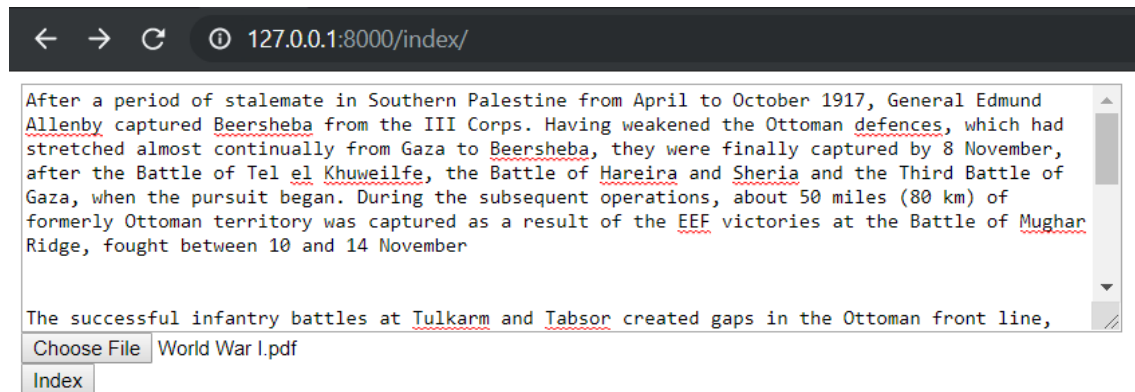 127.0.0.1:8000/index/
After a period of stalemate in Southern Palestine from April to October 1917, General Edmund
Allenby captured Beersheba from the III Corps. Having weakened the Ottoman defences, which had
stretched almost continually from Gaza to Beersheba, they were finally captured by 8 November,
after the Battle of Tel el Khuweilfe, the Battle of Hareira and Sheria and the Third Battle of
Gaza, when the pursuit began. During the subsequent operations, about 50 miles (80 km) of
formerly Ottoman territory was captured as a result of the EEF victories at the Battle of Mughar
Ridge, fought between 10 and 14 November
The successful infantry battles at Tulkarm and Tabsor created gaps in the Ottoman front line,
Choose File World War I.pdf
Index